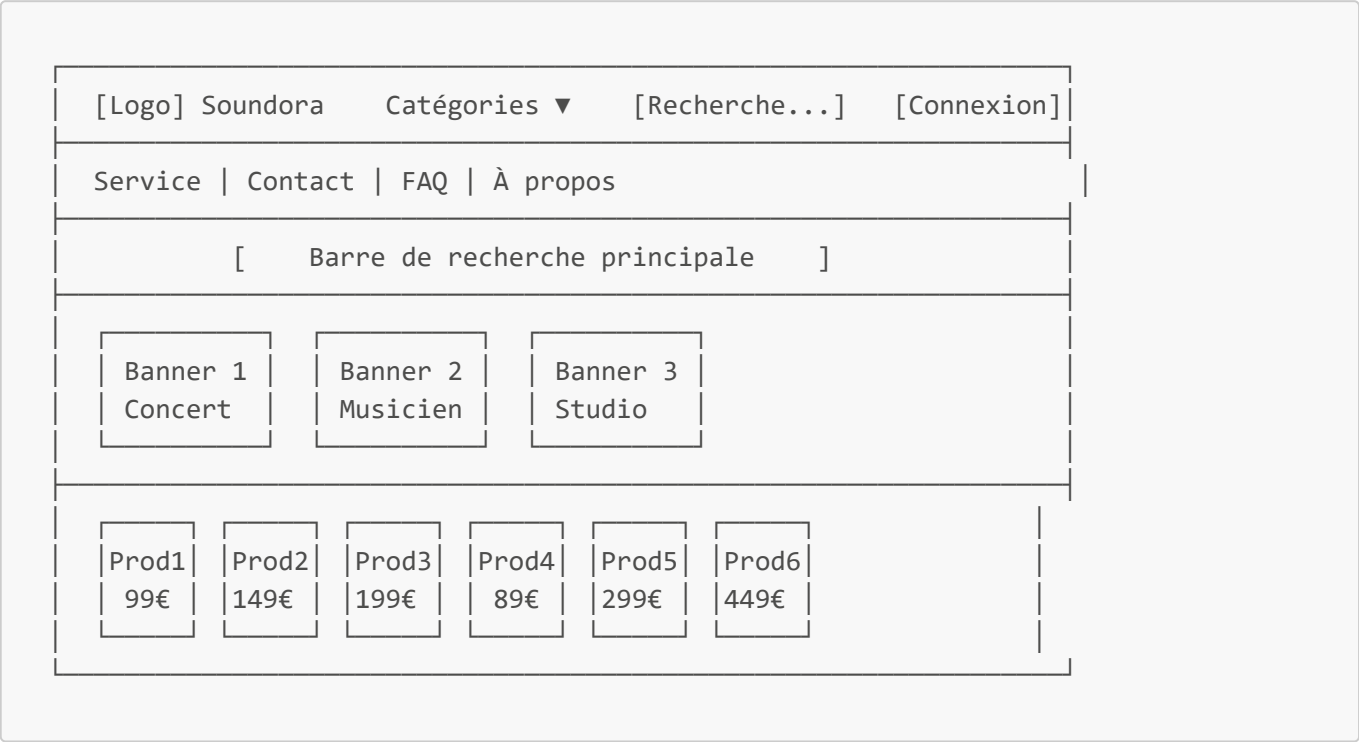 [Logo] Soundora Catégories ▼ [Recherche...] [Connexion]
Service | Contact | FAQ | À propos
[ Barre de recherche principale ]
Banner 1 Banner 2 Banner 3
Concert Musicien Studio
Prod1 Prod2 Prod3 Prod4 Prod5 Prod6
99€ 149€ 199€ 89€ 299€ 449€